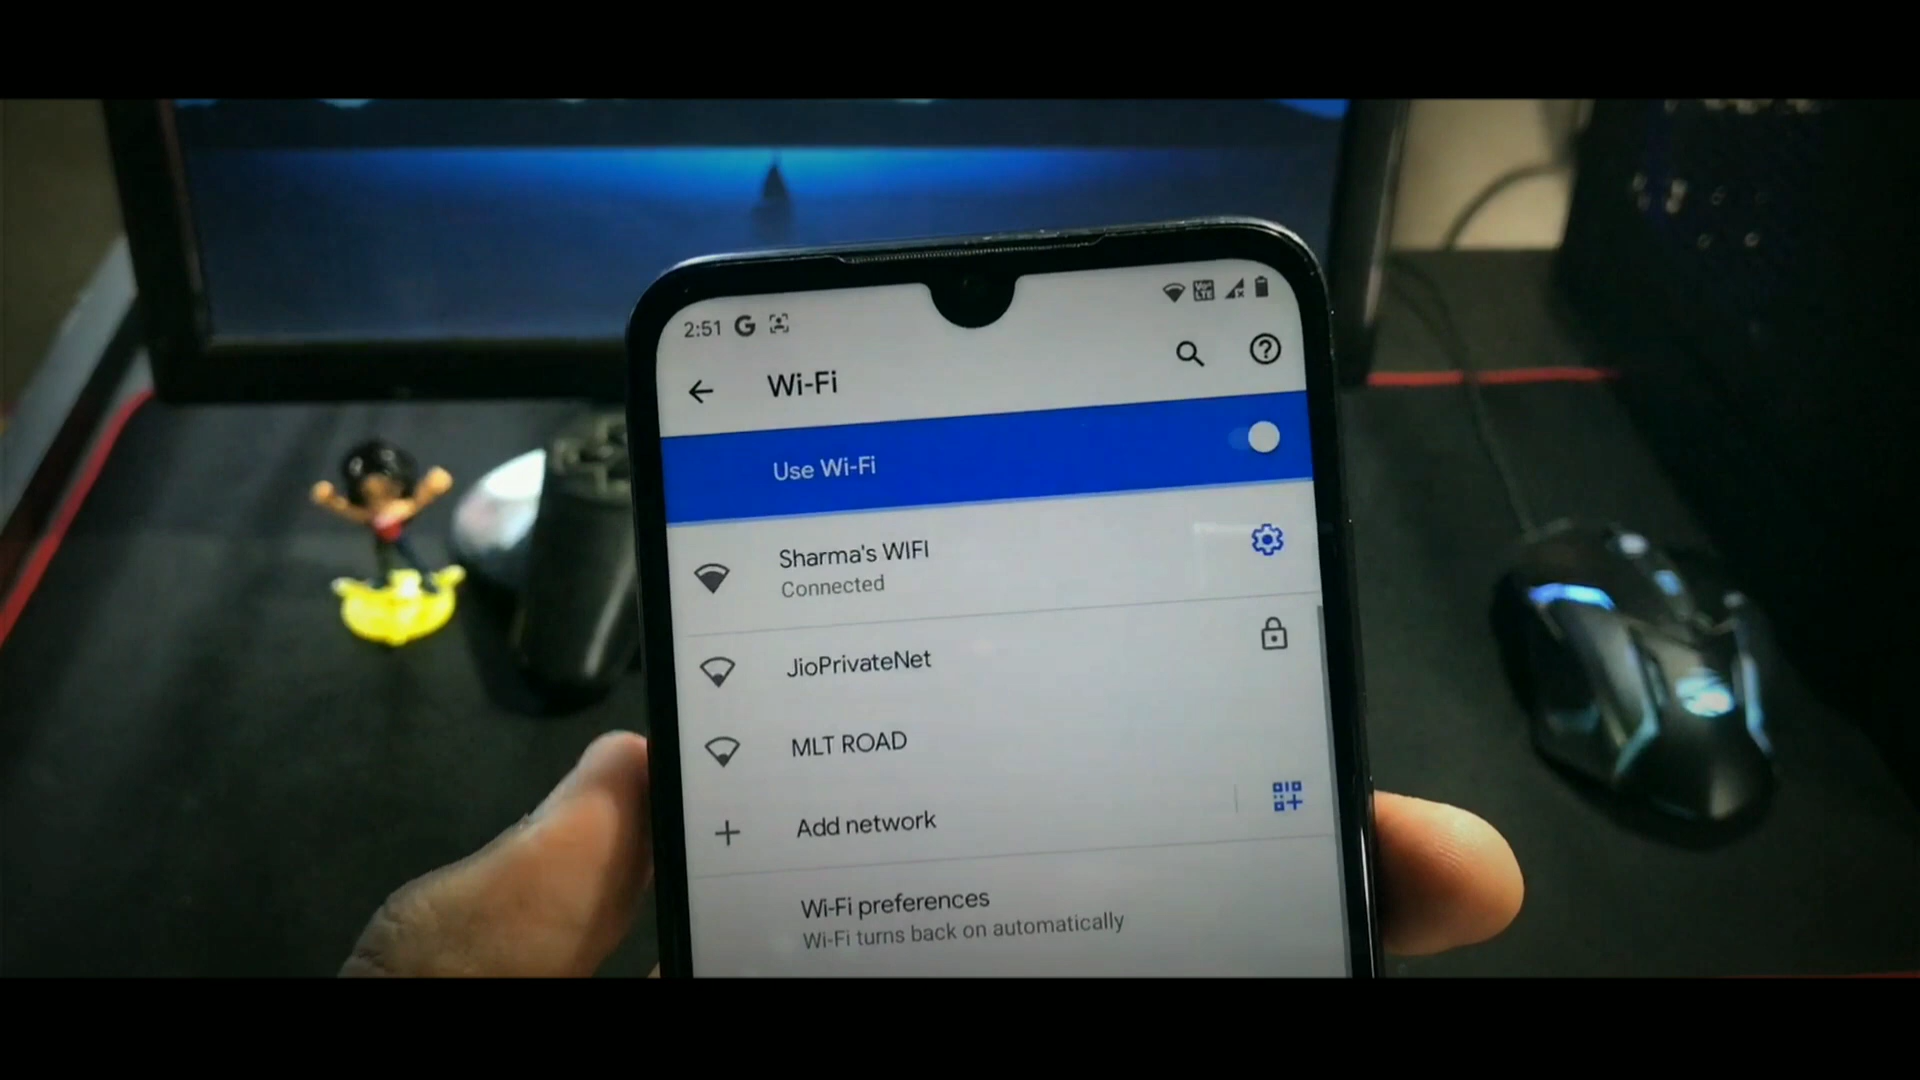 2:51
Wi-Fi
Use Wi-Fi
Sharma's WIFI
Connected
JioPrivateNet
MLT ROAD
Add network
Wi-Fi preferences
Wi-Fi turns back on automatically